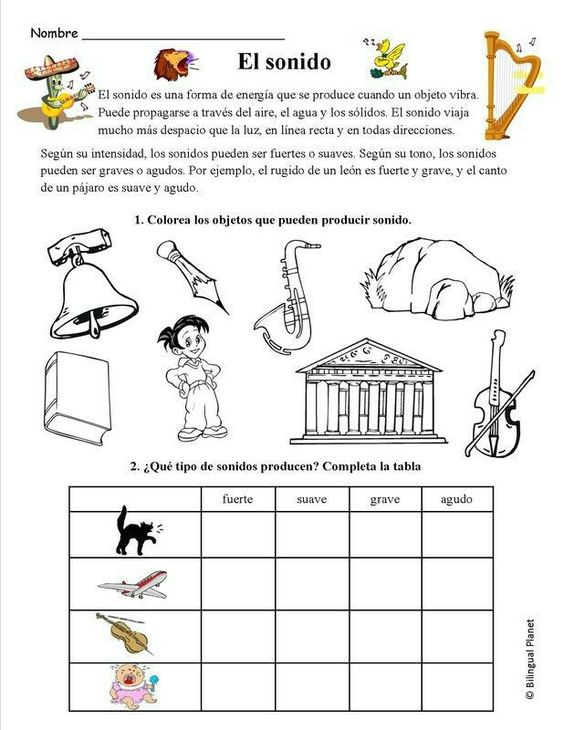 Nombre ______________________
El sonido
El sonido es una forma de energía que se produce cuando un objeto vibra.
Puede propagarse a través del aire, el agua y los sólidos. El sonido viaja
mucho más despacio que la luz, en línea recta y en todas direcciones.
Según su intensidad, los sonidos pueden ser fuertes o suaves. Según su tono, los sonidos
pueden ser graves o agudos. Por ejemplo, el rugido de un león es fuerte y grave, y el canto
de un pájaro es suave y agudo.
1. Colorea los objetos que pueden producir sonido.
2. ¿Qué tipo de sonidos producen? Completa la tabla
fuerte suave grave agudo
© Bilingual Planet